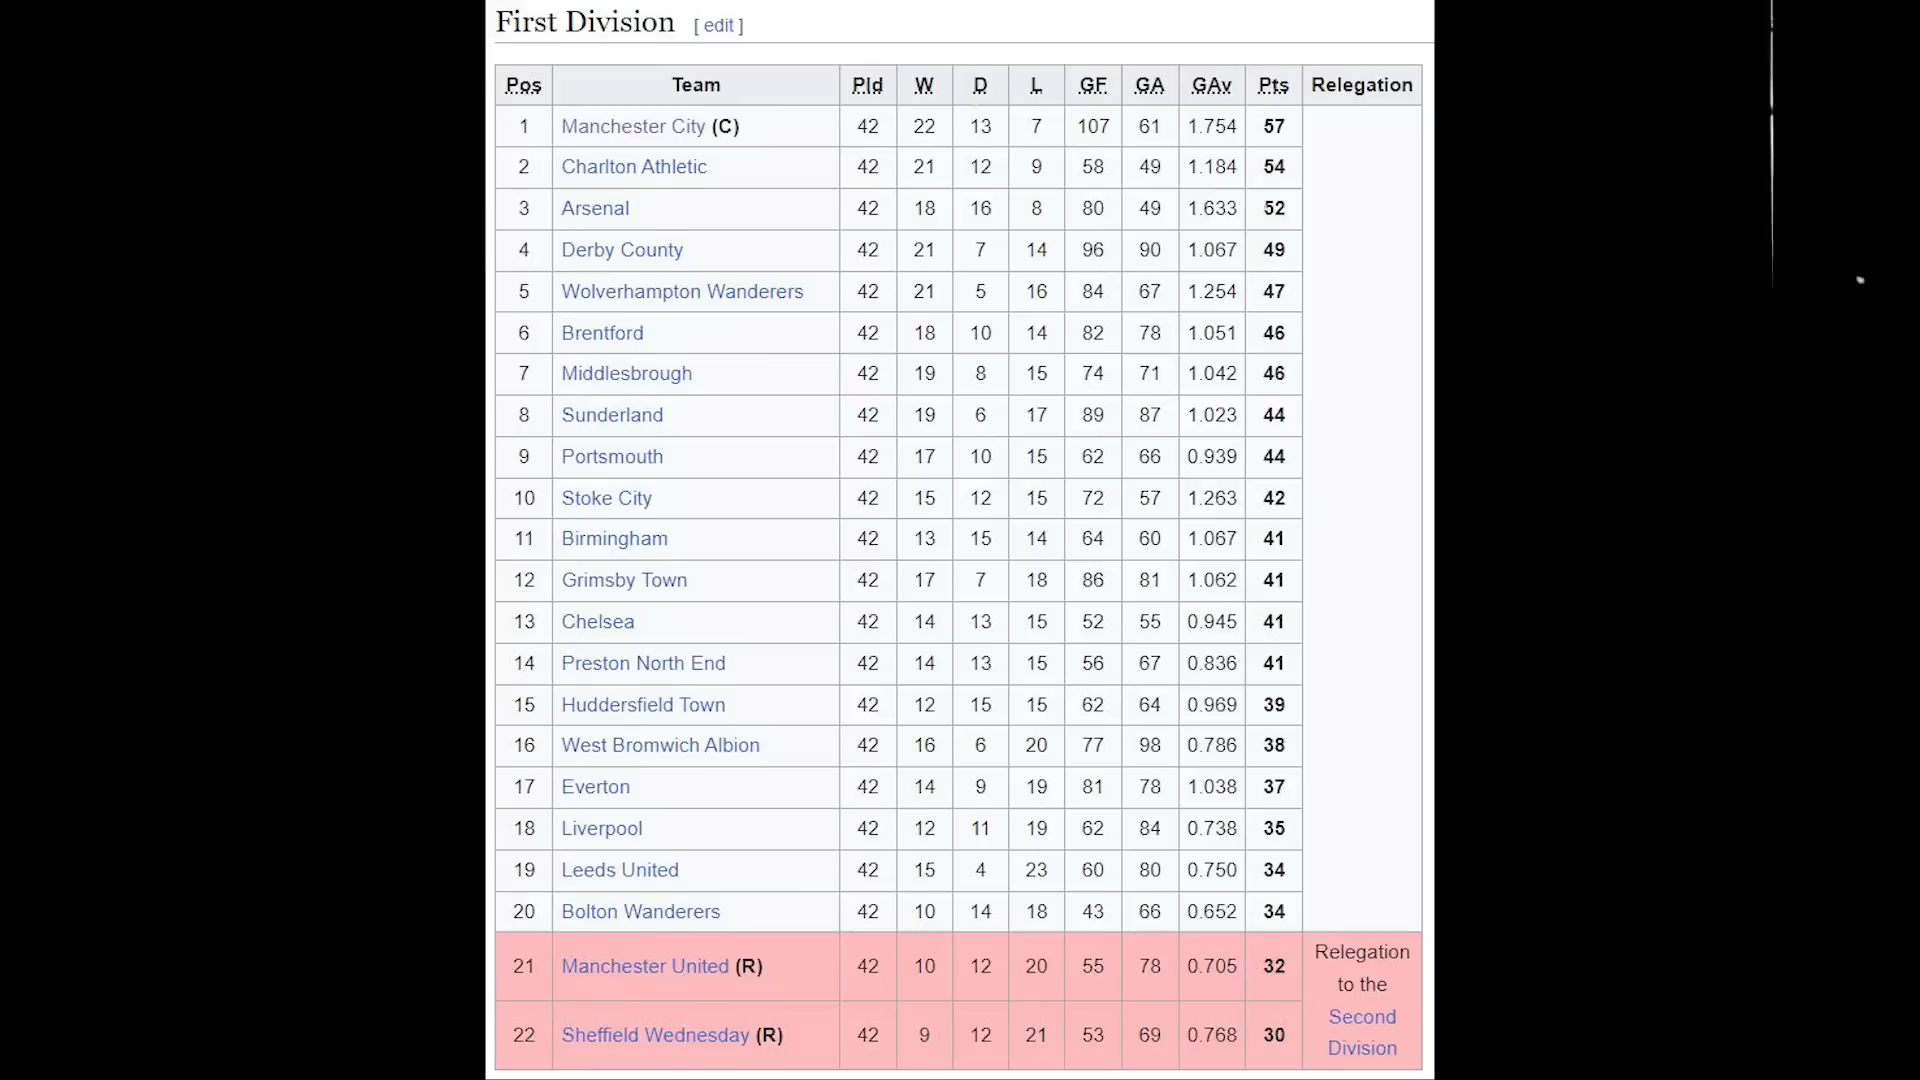 First Division [ edit ]
Pos Team Pld W D L GF GA GAv Pts Relegation
1 Manchester City (C) 42 22 13 7 107 61 1.754 57
2 Charlton Athletic 42 21 12 9 58 49 1.184 54
3 Arsenal 42 18 16 8 80 49 1.633 52
4 Derby County 42 21 7 14 96 90 1.067 49
5 Wolverhampton Wanderers 42 21 5 16 84 67 1.254 47
6 Brentford 42 18 10 14 82 78 1.051 46
7 Middlesbrough 42 19 8 15 74 71 1.042 46
8 Sunderland 42 19 6 17 89 87 1.023 44
9 Portsmouth 42 17 10 15 62 66 0.939 44
10 Stoke City 42 15 12 15 72 57 1.263 42
11 Birmingham 42 13 15 14 64 60 1.067 41
12 Grimsby Town 42 17 7 18 86 81 1.062 41
13 Chelsea 42 14 13 15 52 55 0.945 41
14 Preston North End 42 14 13 15 56 67 0.836 41
15 Huddersfield Town 42 12 15 15 62 64 0.969 39
16 West Bromwich Albion 42 16 6 20 77 98 0.786 38
17 Everton 42 14 9 19 81 78 1.038 37
18 Liverpool 42 12 11 19 62 84 0.738 35
19 Leeds United 42 15 4 23 60 80 0.750 34
20 Bolton Wanderers 42 10 14 18 43 66 0.652 34
21 Manchester United (R) 42 10 12 20 55 78 0.705 32
22 Sheffield Wednesday (R) 42 9 12 21 53 69 0.768 30
Relegation
to the
Second
Division